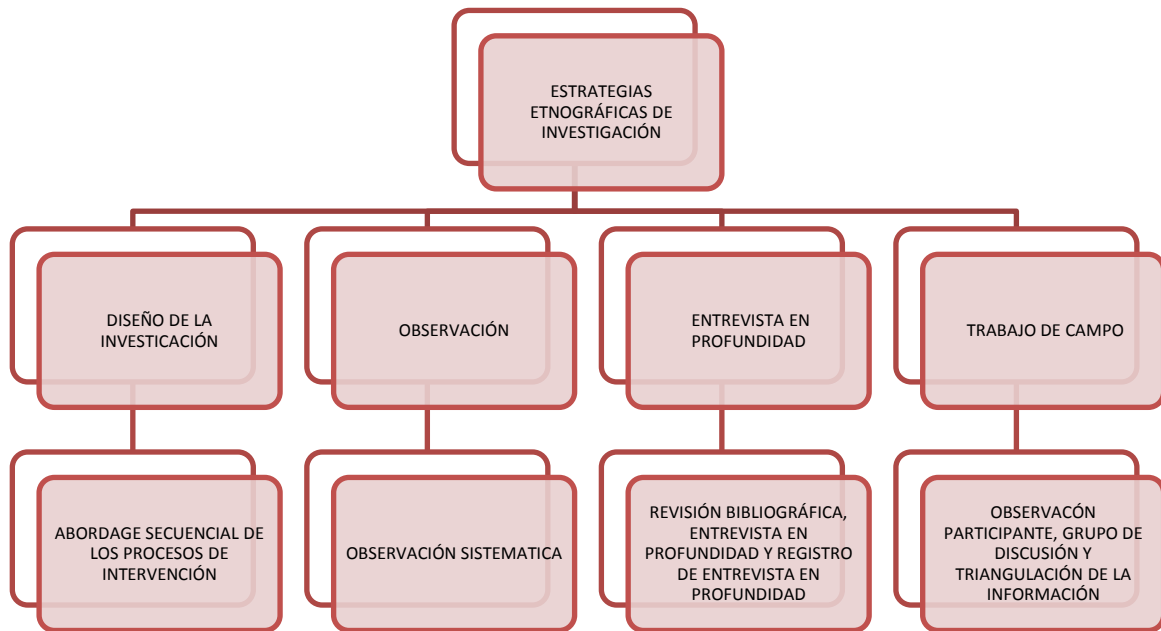 ESTRATEGIAS
ETNOGRÁFICAS DE
INVESTIGACIÓN
DISEÑO DE LA
INVESTICACIÓN
OBSERVACIÓN
ENTREVISTA EN
PROFUNDIDAD
TRABAJO DE CAMPO
ABORDAGE SECUENCIAL DE
LOS PROCESOS DE
INTERVENCIÓN
OBSERVACIÓN SISTEMATICA
REVISIÓN BIBLIOGRÁFICA,
ENTREVISTA EN
PROFUNDIDAD Y REGISTRO
DE ENTREVISTA EN
PROFUNDIDAD
OBSERVACÓN
PARTICIPANTE, GRUPO DE
DISCUSIÓN Y
TRIANGULACIÓN DE LA
INFORMACIÓN